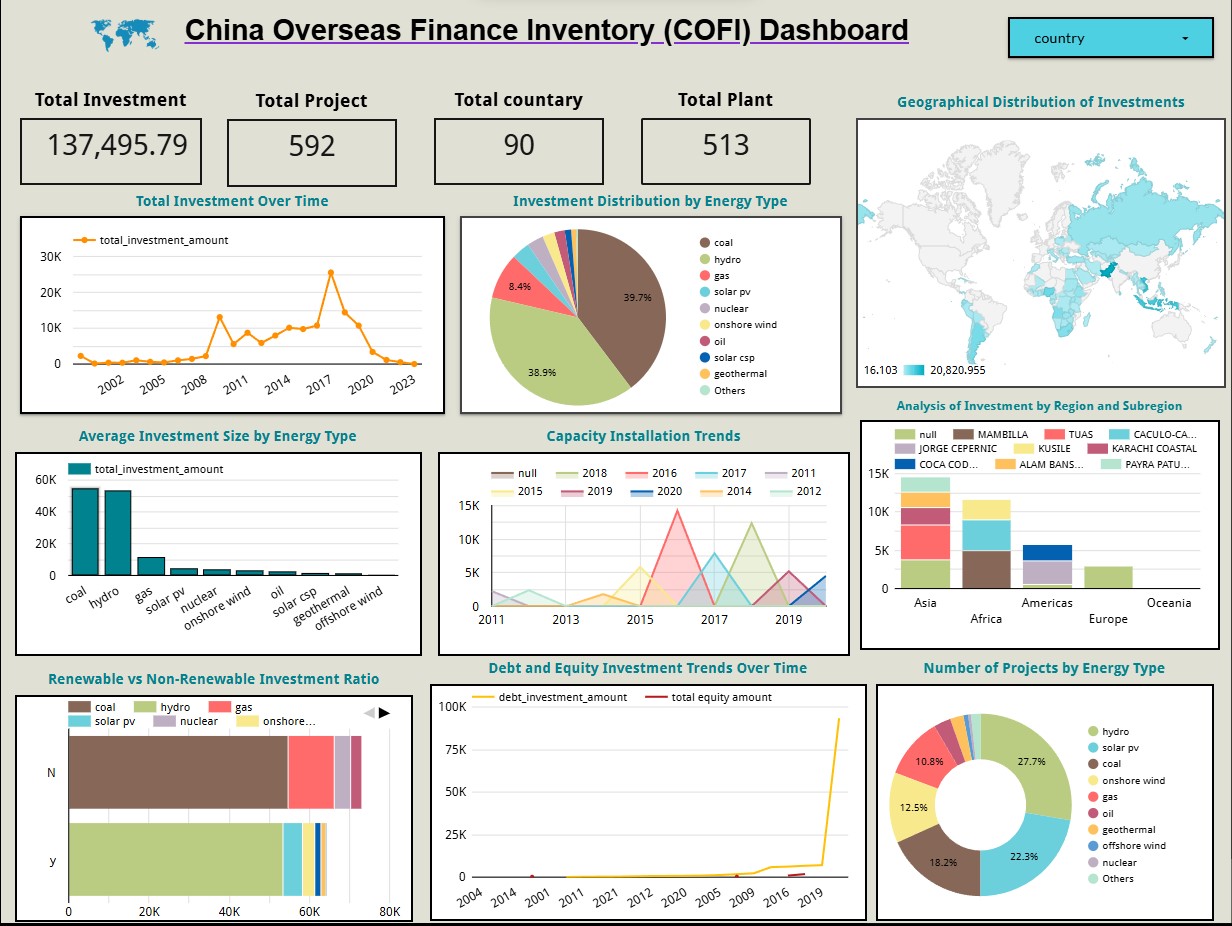 China Overseas Finance Inventory (COFI) Dashboard
country
Total Investment
137,495.79
Total Project
592
Total countary
90
Total Plant
513
Geographical Distribution of Investments
16.103 20,820.955
Total Investment Over Time
total_investment_amount
30K
20K
10K
0
2002 2005 2008 2011 2014 2017 2020 2023
Investment Distribution by Energy Type
39.7%
38.9%
8.4%
coal
hydro
gas
solar pv
nuclear
onshore wind
oil
solar csp
geothermal
Others
Analysis of Investment by Region and Subregion
null MAMBILLA TUAS CACULO-CA...
JORGE CEPERNIC KUSILE KARACHI COASTAL
COCA COD... ALAM BANS... PAYRA PATU...
15K
10K
5K
0
Asia Africa Americas Europe Oceania
Average Investment Size by Energy Type
total_investment_amount
60K
40K
20K
0
coal hydro gas solar pv nuclear onshore wind oil solar csp geothermal offshore wind
Capacity Installation Trends
null 2018 2016 2017 2011
2015 2019 2020 2014 2012
15K
10K
5K
0
2011 2013 2015 2017 2019
Renewable vs Non-Renewable Investment Ratio
coal hydro gas
solar pv nuclear onshore...
N
y
0 20K 40K 60K 80K
Debt and Equity Investment Trends Over Time
debt_investment_amount total equity amount
100K
75K
50K
25K
0
2004 2014 2001 2011 2021 2012 2020 2005 2009 2016 2019
Number of Projects by Energy Type
27.7%
22.3%
18.2%
12.5%
10.8%
hydro
solar pv
coal
onshore wind
gas
oil
geothermal
offshore wind
nuclear
Others